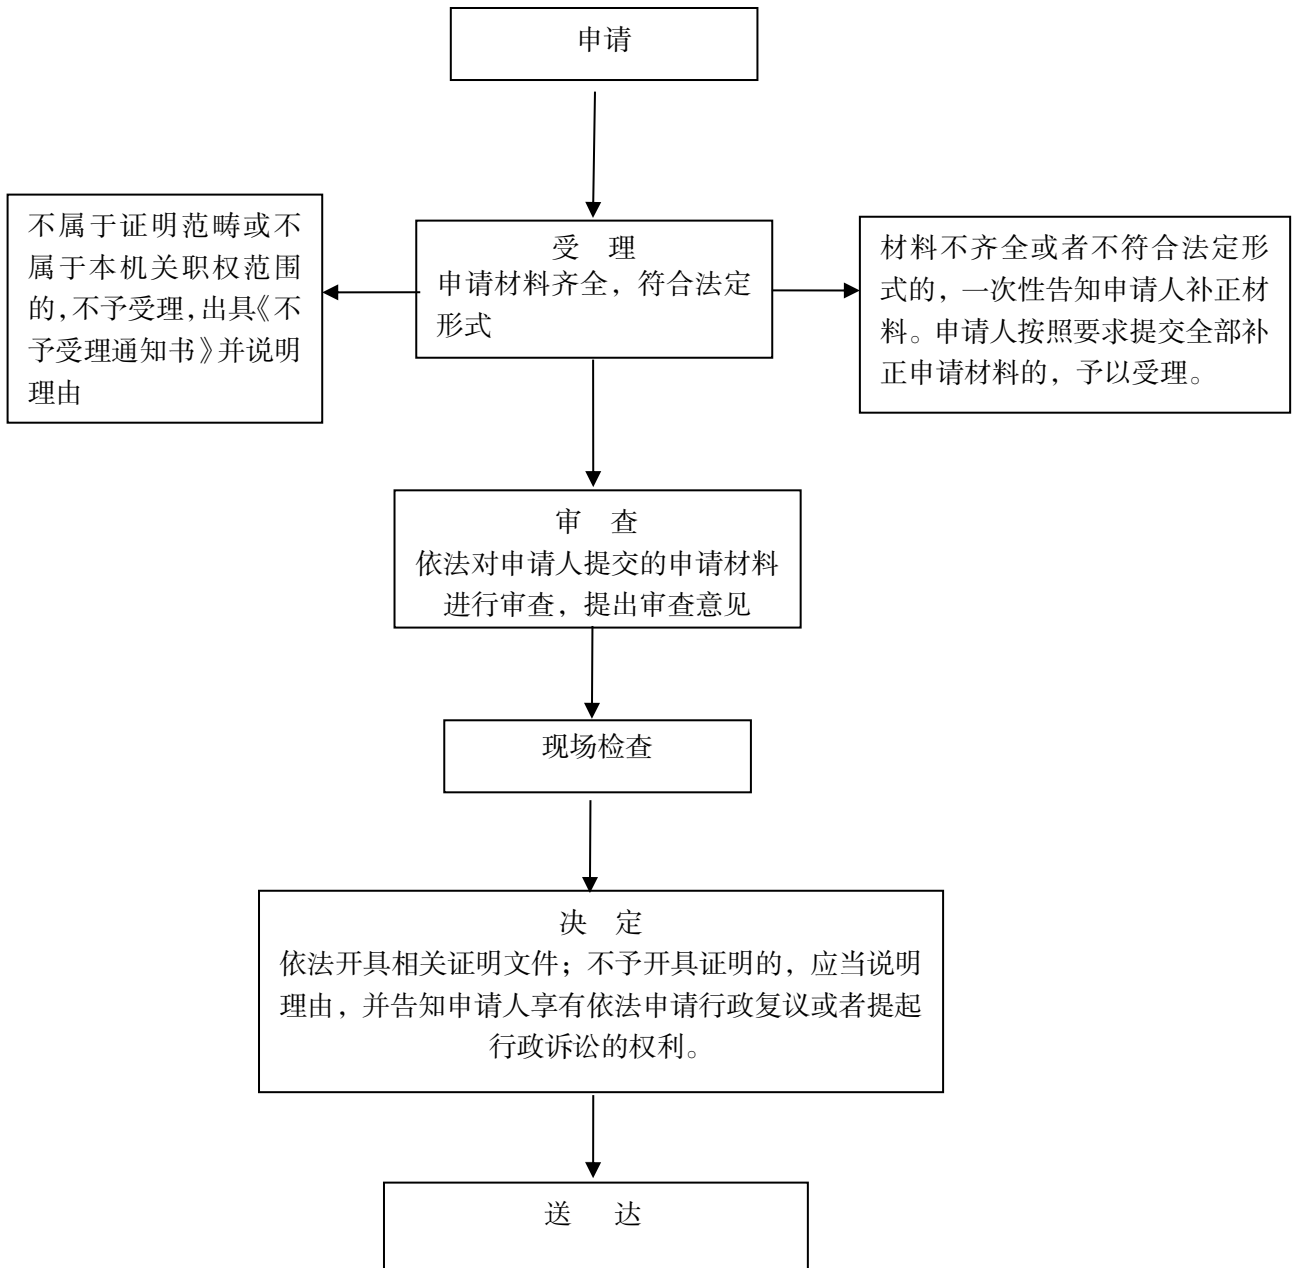 申请
不属于证明范畴或不
属于本机关职权范围
的,不予受理,出具《不
予受理通知书》并说明
理由
受 理
申请材料齐全，符合法定
形式
材料不齐全或者不符合法定形
式的，一次性告知申请人补正材
料。申请人按照要求提交全部补
正申请材料的，予以受理。
审 查
依法对申请人提交的申请材料
进行审查，提出审查意见
现场检查
决 定
依法开具相关证明文件；不予开具证明的，应当说明
理由，并告知申请人享有依法申请行政复议或者提起
行政诉讼的权利。
送 达